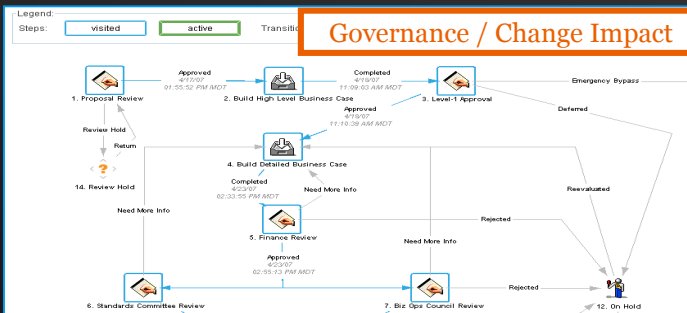 Legend:
Steps:
visited
active
Transitio
Governance / Change Impact
Approved
4/17/07
01:55:52 PM MDT
Completed
4/19/07
11:09:03 AM MDT
Emergency Bypass
1. Proposal Review
2. Build High Level Business Case
3. Level-1 Approval
Approved
4/19/07
11:19:39 AM MDT
Deferred
Review Hold
Return
4. Build Detailed Business Case
14. Review Hold
Completed
4/23/07
02:33:55 PM MDT
Need More Info
Reevaluated
Need More Info
Rejected
5. Finance Review
Need More Info
Approved
4/23/07
02:55:13 PM MDT
Rejected
6. Standards Committee Review
7. Biz Ops Council Review
12. On Hold